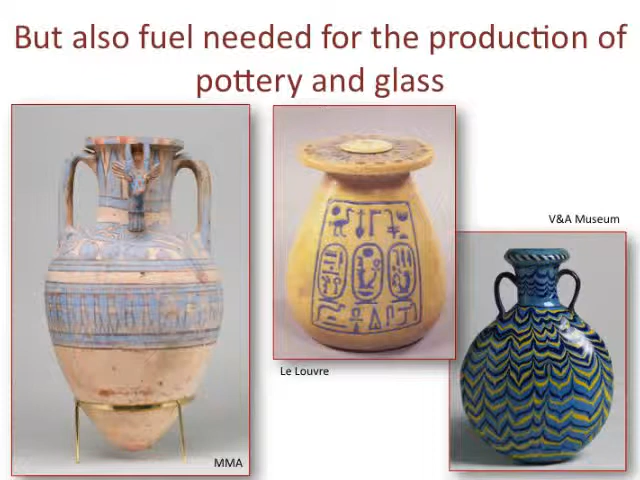 But also fuel needed for the production of
pottery and glass
V&A Museum
Le Louvre
MMA